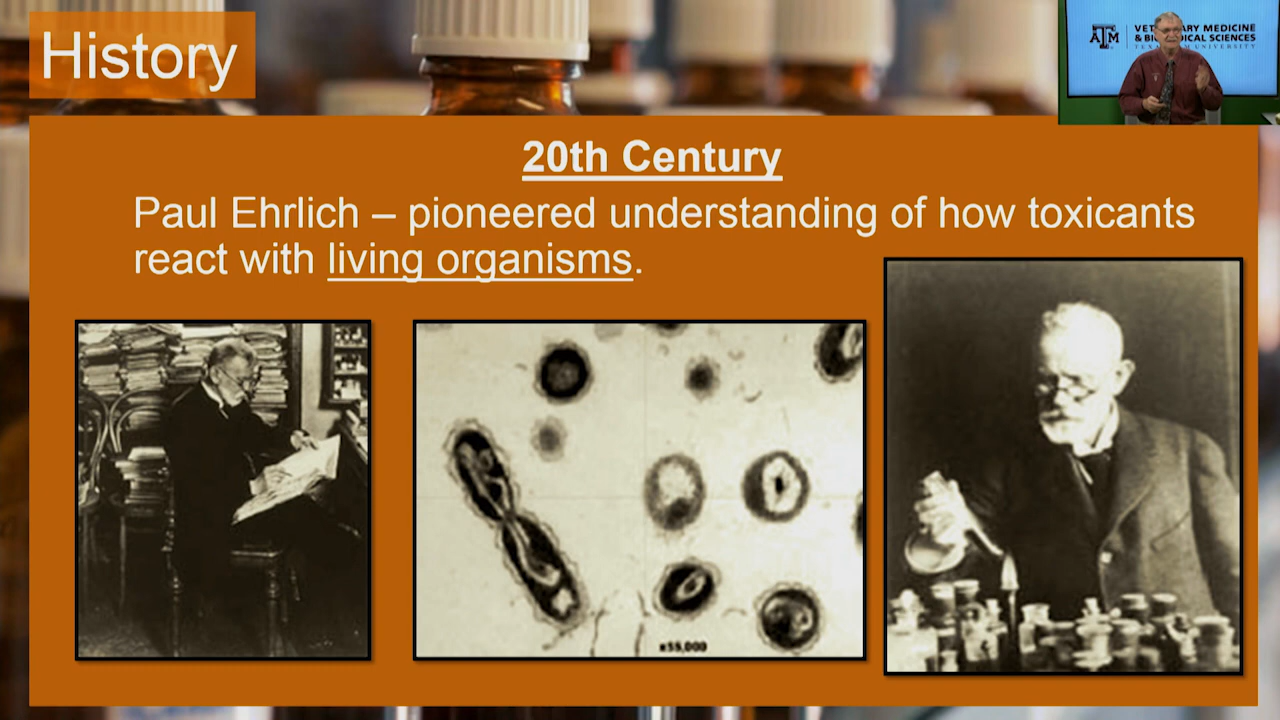 History
ATM
VETERINARY MEDICINE
& BIOMEDICAL SCIENCES
TEXAS A&M UNIVERSITY
20th Century
Paul Ehrlich – pioneered understanding of how toxicants
react with living organisms.
x55,000